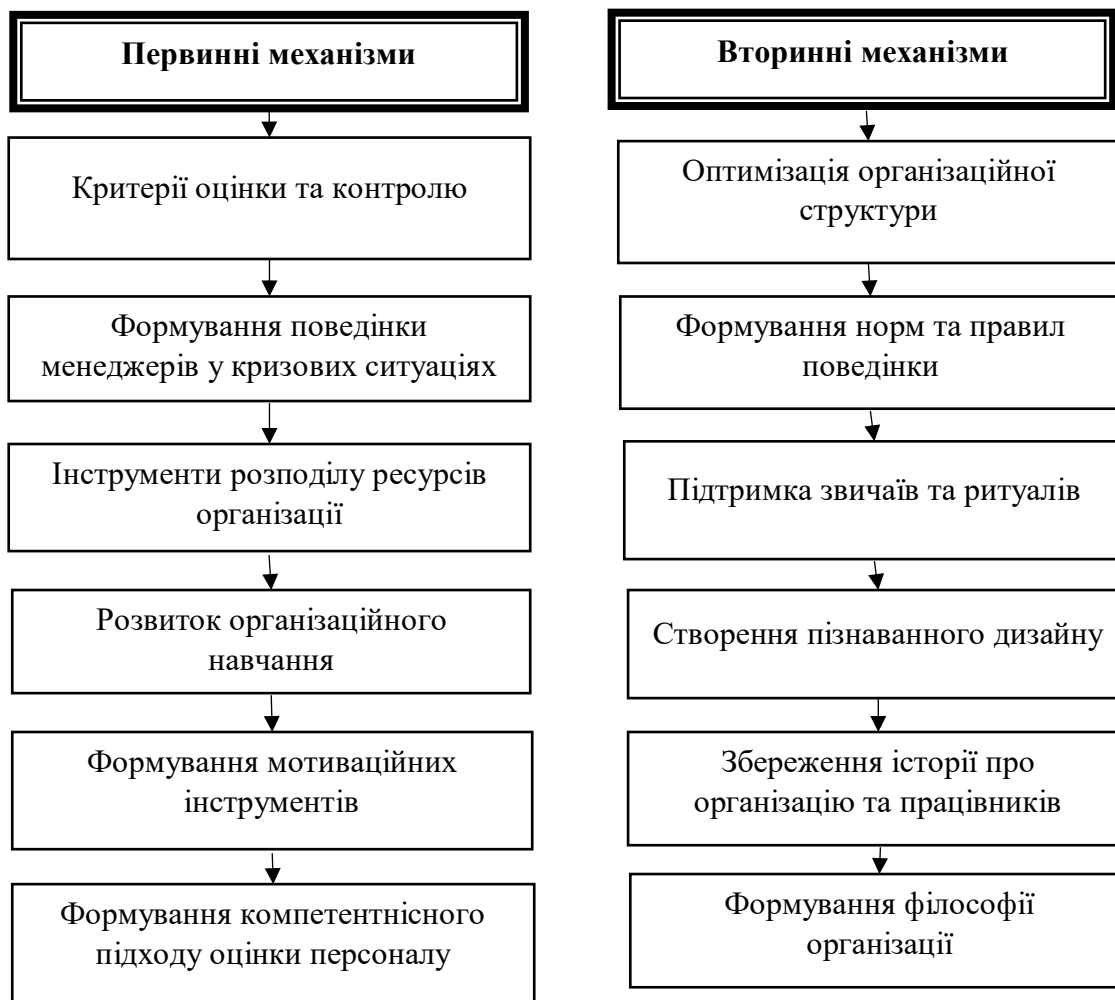 Первинні механізми
Критерії оцінки та контролю
Формування поведінки
менеджерів у кризових ситуаціях
Інструменти розподілу ресурсів
організації
Розвиток організаційного
навчання
Формування мотиваційних
інструментів
Формування компетентнісного
підходу оцінки персоналу
Вторинні механізми
Оптимізація організаційної
структури
Формування норм та правил
поведінки
Підтримка звичаїв та ритуалів
Створення пізнаванного дизайну
Збереження історії про
організацію та працівників
Формування філософії
організації